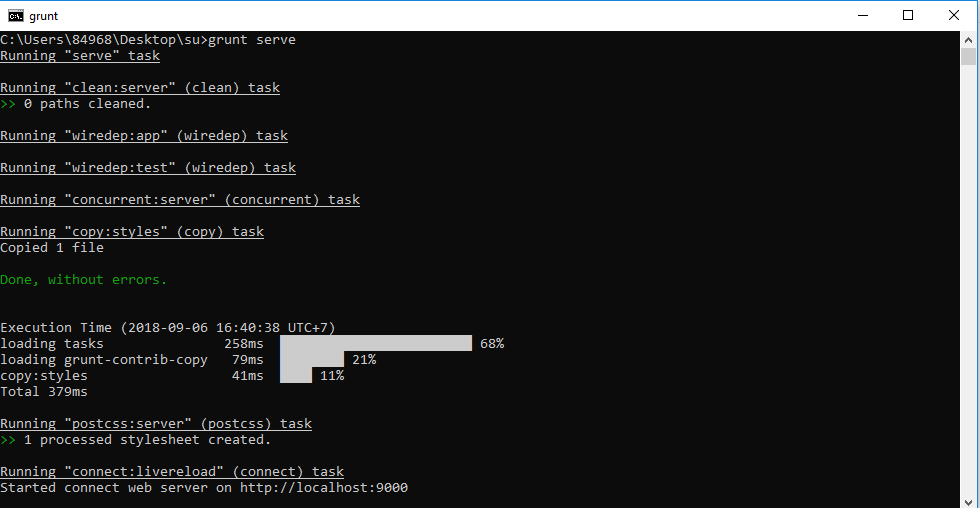 grunt
C:\Users\84968\Desktop\su>grunt serve
Running "serve" task
Running "clean:server" (clean) task
>> 0 paths cleaned.
Running "wiredep:app" (wiredep) task
Running "wiredep:test" (wiredep) task
Running "concurrent:server" (concurrent) task
Running "copy:styles" (copy) task
Copied 1 file
Done, without errors.
Execution Time (2018-09-06 16:40:38 UTC+7)
loading tasks 258ms 68%
loading grunt-contrib-copy 79ms 21%
copy:styles 41ms 11%
Total 379ms
Running "postcss:server" (postcss) task
>> 1 processed stylesheet created.
Running "connect:livereload" (connect) task
Started connect web server on http://localhost:9000